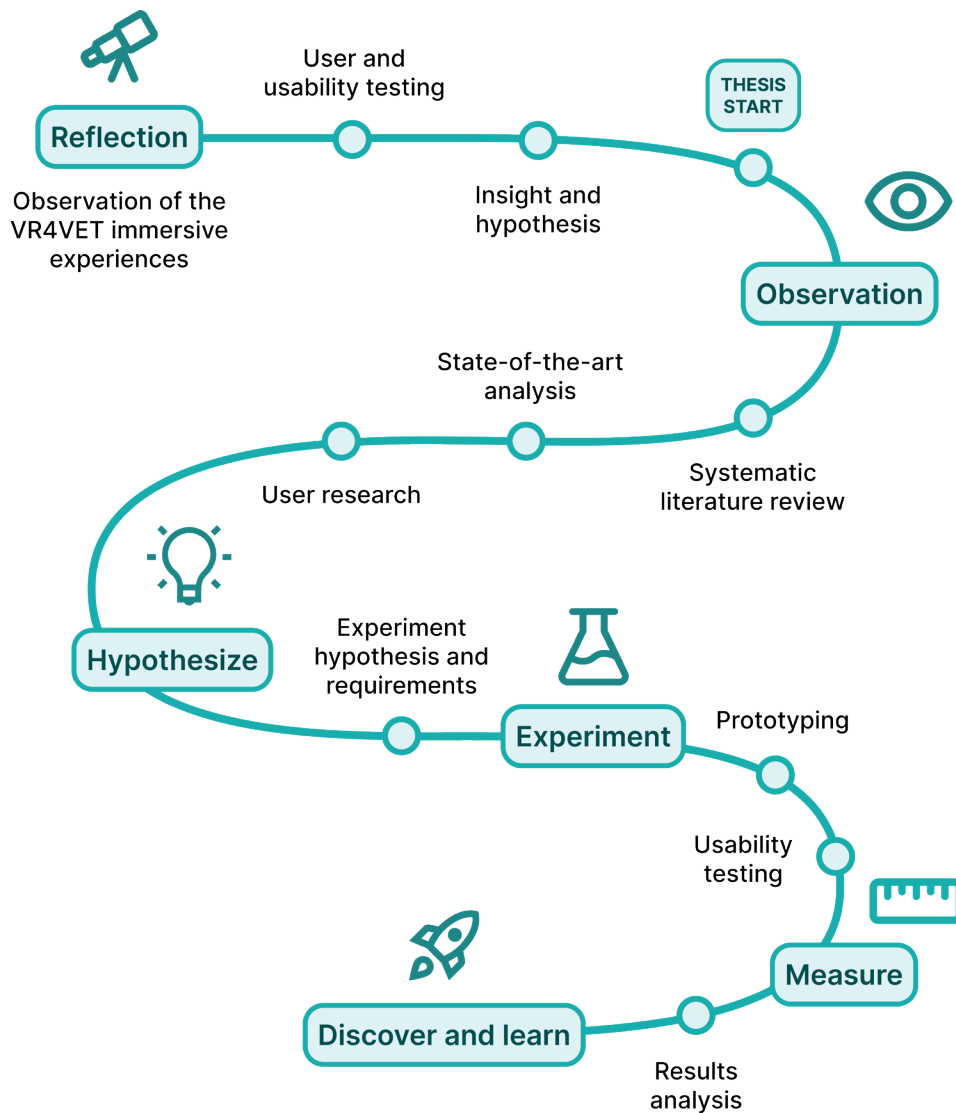 User and
usability testing
THESIS
START
Reflection
Observation of the
VR4VET immersive
experiences
Insight and
hypothesis
Observation
State-of-the-art
analysis
Systematic
literature review
User research
Hypothesize
Experiment
hypothesis and
requirements
Experiment
Prototyping
Usability
testing
Measure
Discover and learn
Results
analysis